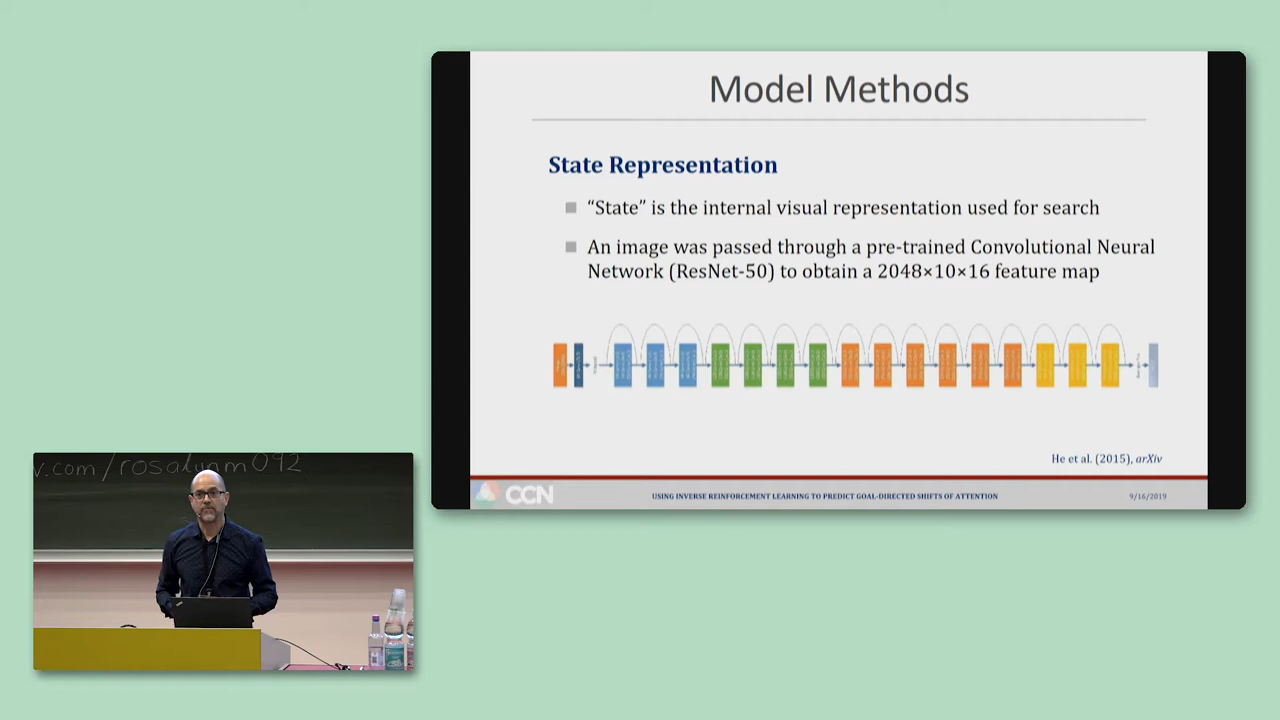 Model Methods
State Representation
“State” is the internal visual representation used for search
An image was passed through a pre-trained Convolutional Neural
Network (ResNet-50) to obtain a 2048×10×16 feature map
He et al. (2015), arXiv
CCN
USING INVERSE REINFORCEMENT LEARNING TO PREDICT GOAL-DIRECTED SHIFTS OF ATTENTION
9/16/2019
v.com/rosalynm092